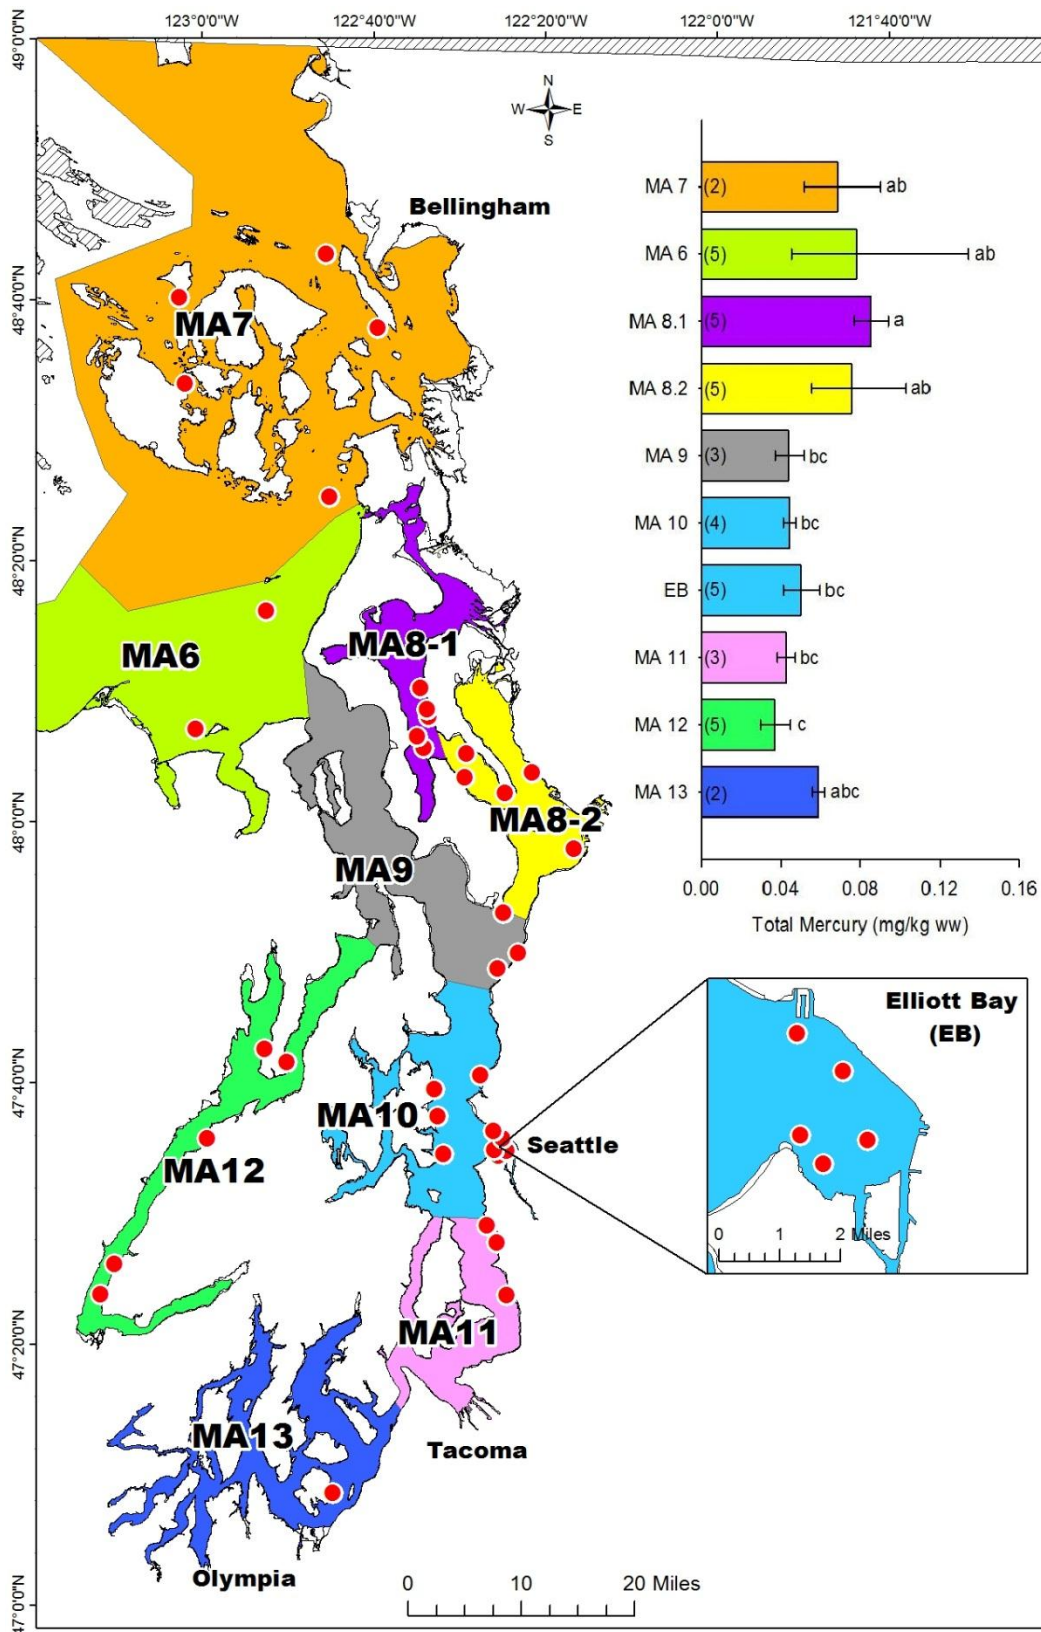 123°0'0"W 122°40'0"W 122°20'0"W 122°0'0"W 121°40'0"W
49°0'0"N
N
W E
S
Bellingham
48°40'0"N
MA7
48°20'0"N
MA6
MA8-1
MA8-2
48°0'0"N
MA9
47°40'0"N
MA10
Seattle
MA12
MA11
47°20'0"N
MA13
Tacoma
Olympia
47°0'0"N
0 10 20 Miles
MA 7 (2) ab
MA 6 (5) ab
MA 8.1 (5) a
MA 8.2 (5) ab
MA 9 (3) bc
MA 10 (4) bc
EB (5) bc
MA 11 (3) bc
MA 12 (5) c
MA 13 (2) abc
0.00 0.04 0.08 0.12 0.16
Total Mercury (mg/kg ww)
Elliott Bay
(EB)
0 1 2 Miles